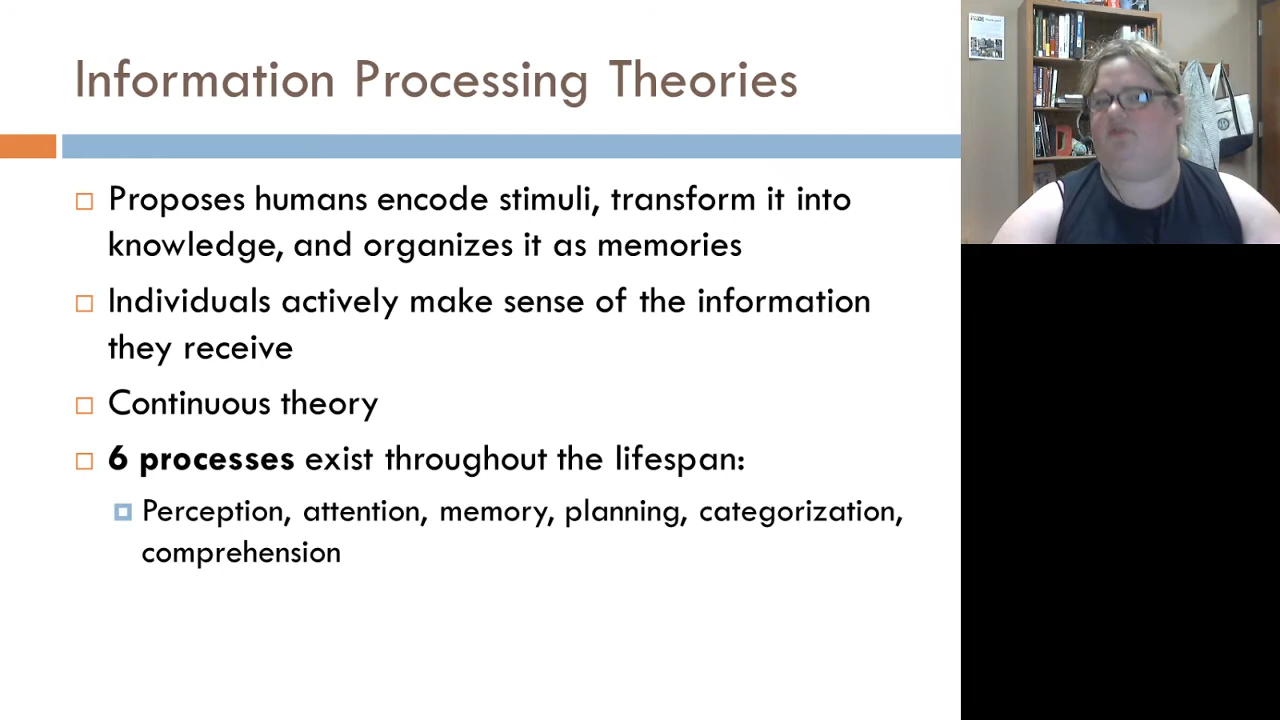 Information Processing Theories
Proposes humans encode stimuli, transform it into
knowledge, and organizes it as memories
Individuals actively make sense of the information
they receive
Continuous theory
6 processes exist throughout the lifespan:
Perception, attention, memory, planning, categorization,
comprehension